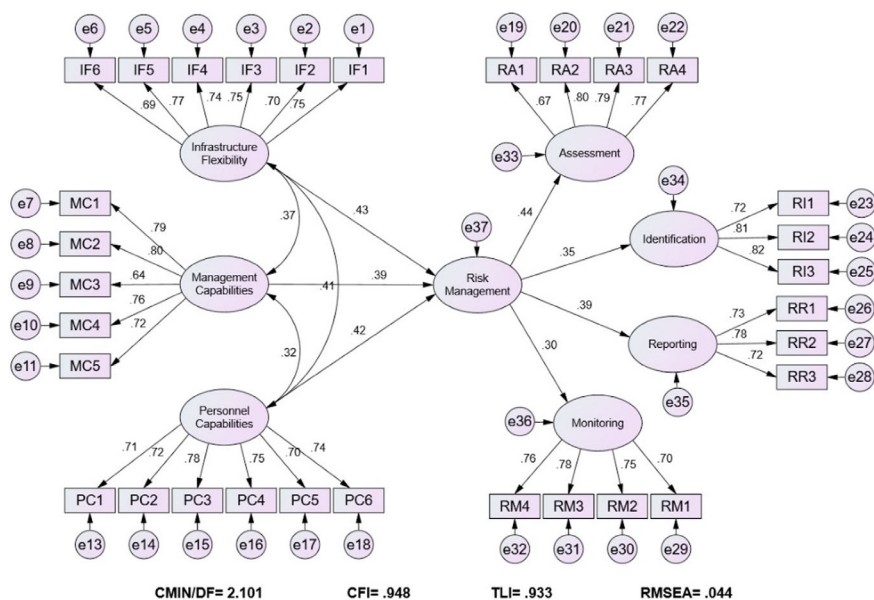 e6 e5 e4 e3 e2 e1
IF6 IF5 IF4 IF3 IF2 IF1
.69 .77 .74 .75 .70 .75
Infrastructure
Flexibility
e19 e20 e21 e22
RA1 RA2 RA3 RA4
.67 .80 .79 .77
e33 Assessment
e7 MC1
e8 MC2
e9 MC3
e10 MC4
e11 MC5
.79
.80
.64
.76
.72
Management
Capabilities
.37
.41
.32
.43
.39
.42
e37
Risk
Management
.44
.35
.39
.30
e34
Identification
.72 RI1 e23
.81 RI2 e24
.82 RI3 e25
Reporting
e35
.73 RR1 e26
.78 RR2 e27
.72 RR3 e28
Personnel
Capabilities
.71 .72 .78 .75 .70 .74
PC1 PC2 PC3 PC4 PC5 PC6
e13 e14 e15 e16 e17 e18
e36 Monitoring
.76 .78 .75 .70
RM4 RM3 RM2 RM1
e32 e31 e30 e29
CMIN/DF= 2.101 CFI= .948 TLI= .933 RMSEA= .044